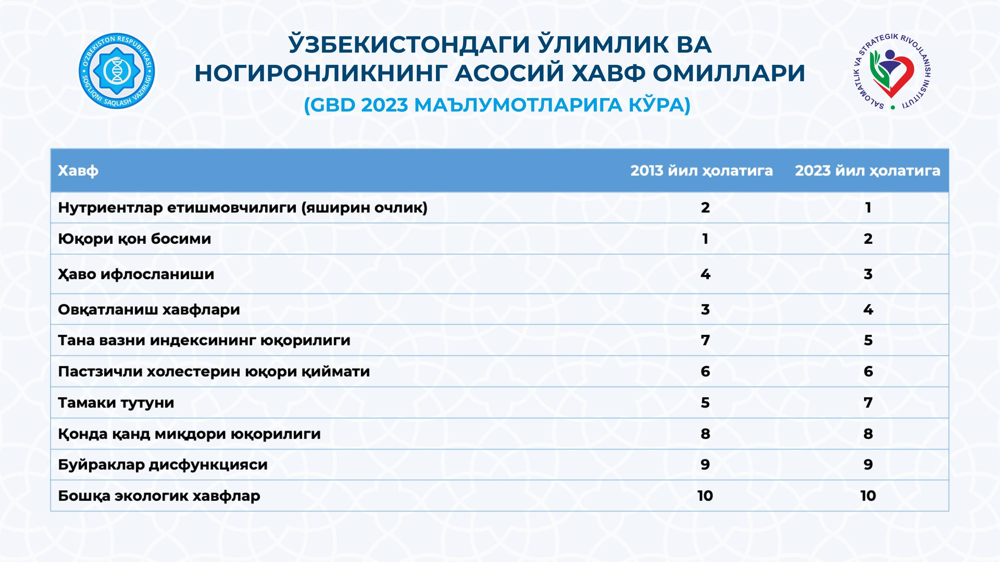 O'ZBEKISTON RESPUBLIKASI
SOG'LIQNI SAQLASH VAZIRLIGI
ЎЗБЕКИСТОНДАГИ ЎЛИМЛИК ВА
НОГИРОНЛИКНИНГ АСОСИЙ ХАВФ ОМИЛЛАРИ
(GBD 2023 МАЪЛУМОТЛАРИГА КЎРА)
SALOMATLIK VA STRATEGIK RIVOJLANISH INSTITUTI
Хавф 2013 йил ҳолатига 2023 йил ҳолатига
Нутриентлар етишмовчилиги (яширин очлик) 2 1
Юқори қон босими 1 2
Ҳаво ифлосланиши 4 3
Овқатланиш хавфлари 3 4
Тана вазни индексининг юқорилиги 7 5
Пастзичли холестерин юқори қиймати 6 6
Тамаки тутуни 5 7
Қонда қанд миқдори юқорилиги 8 8
Буйраклар дисфункцияси 9 9
Бошқа экологик хавфлар 10 10